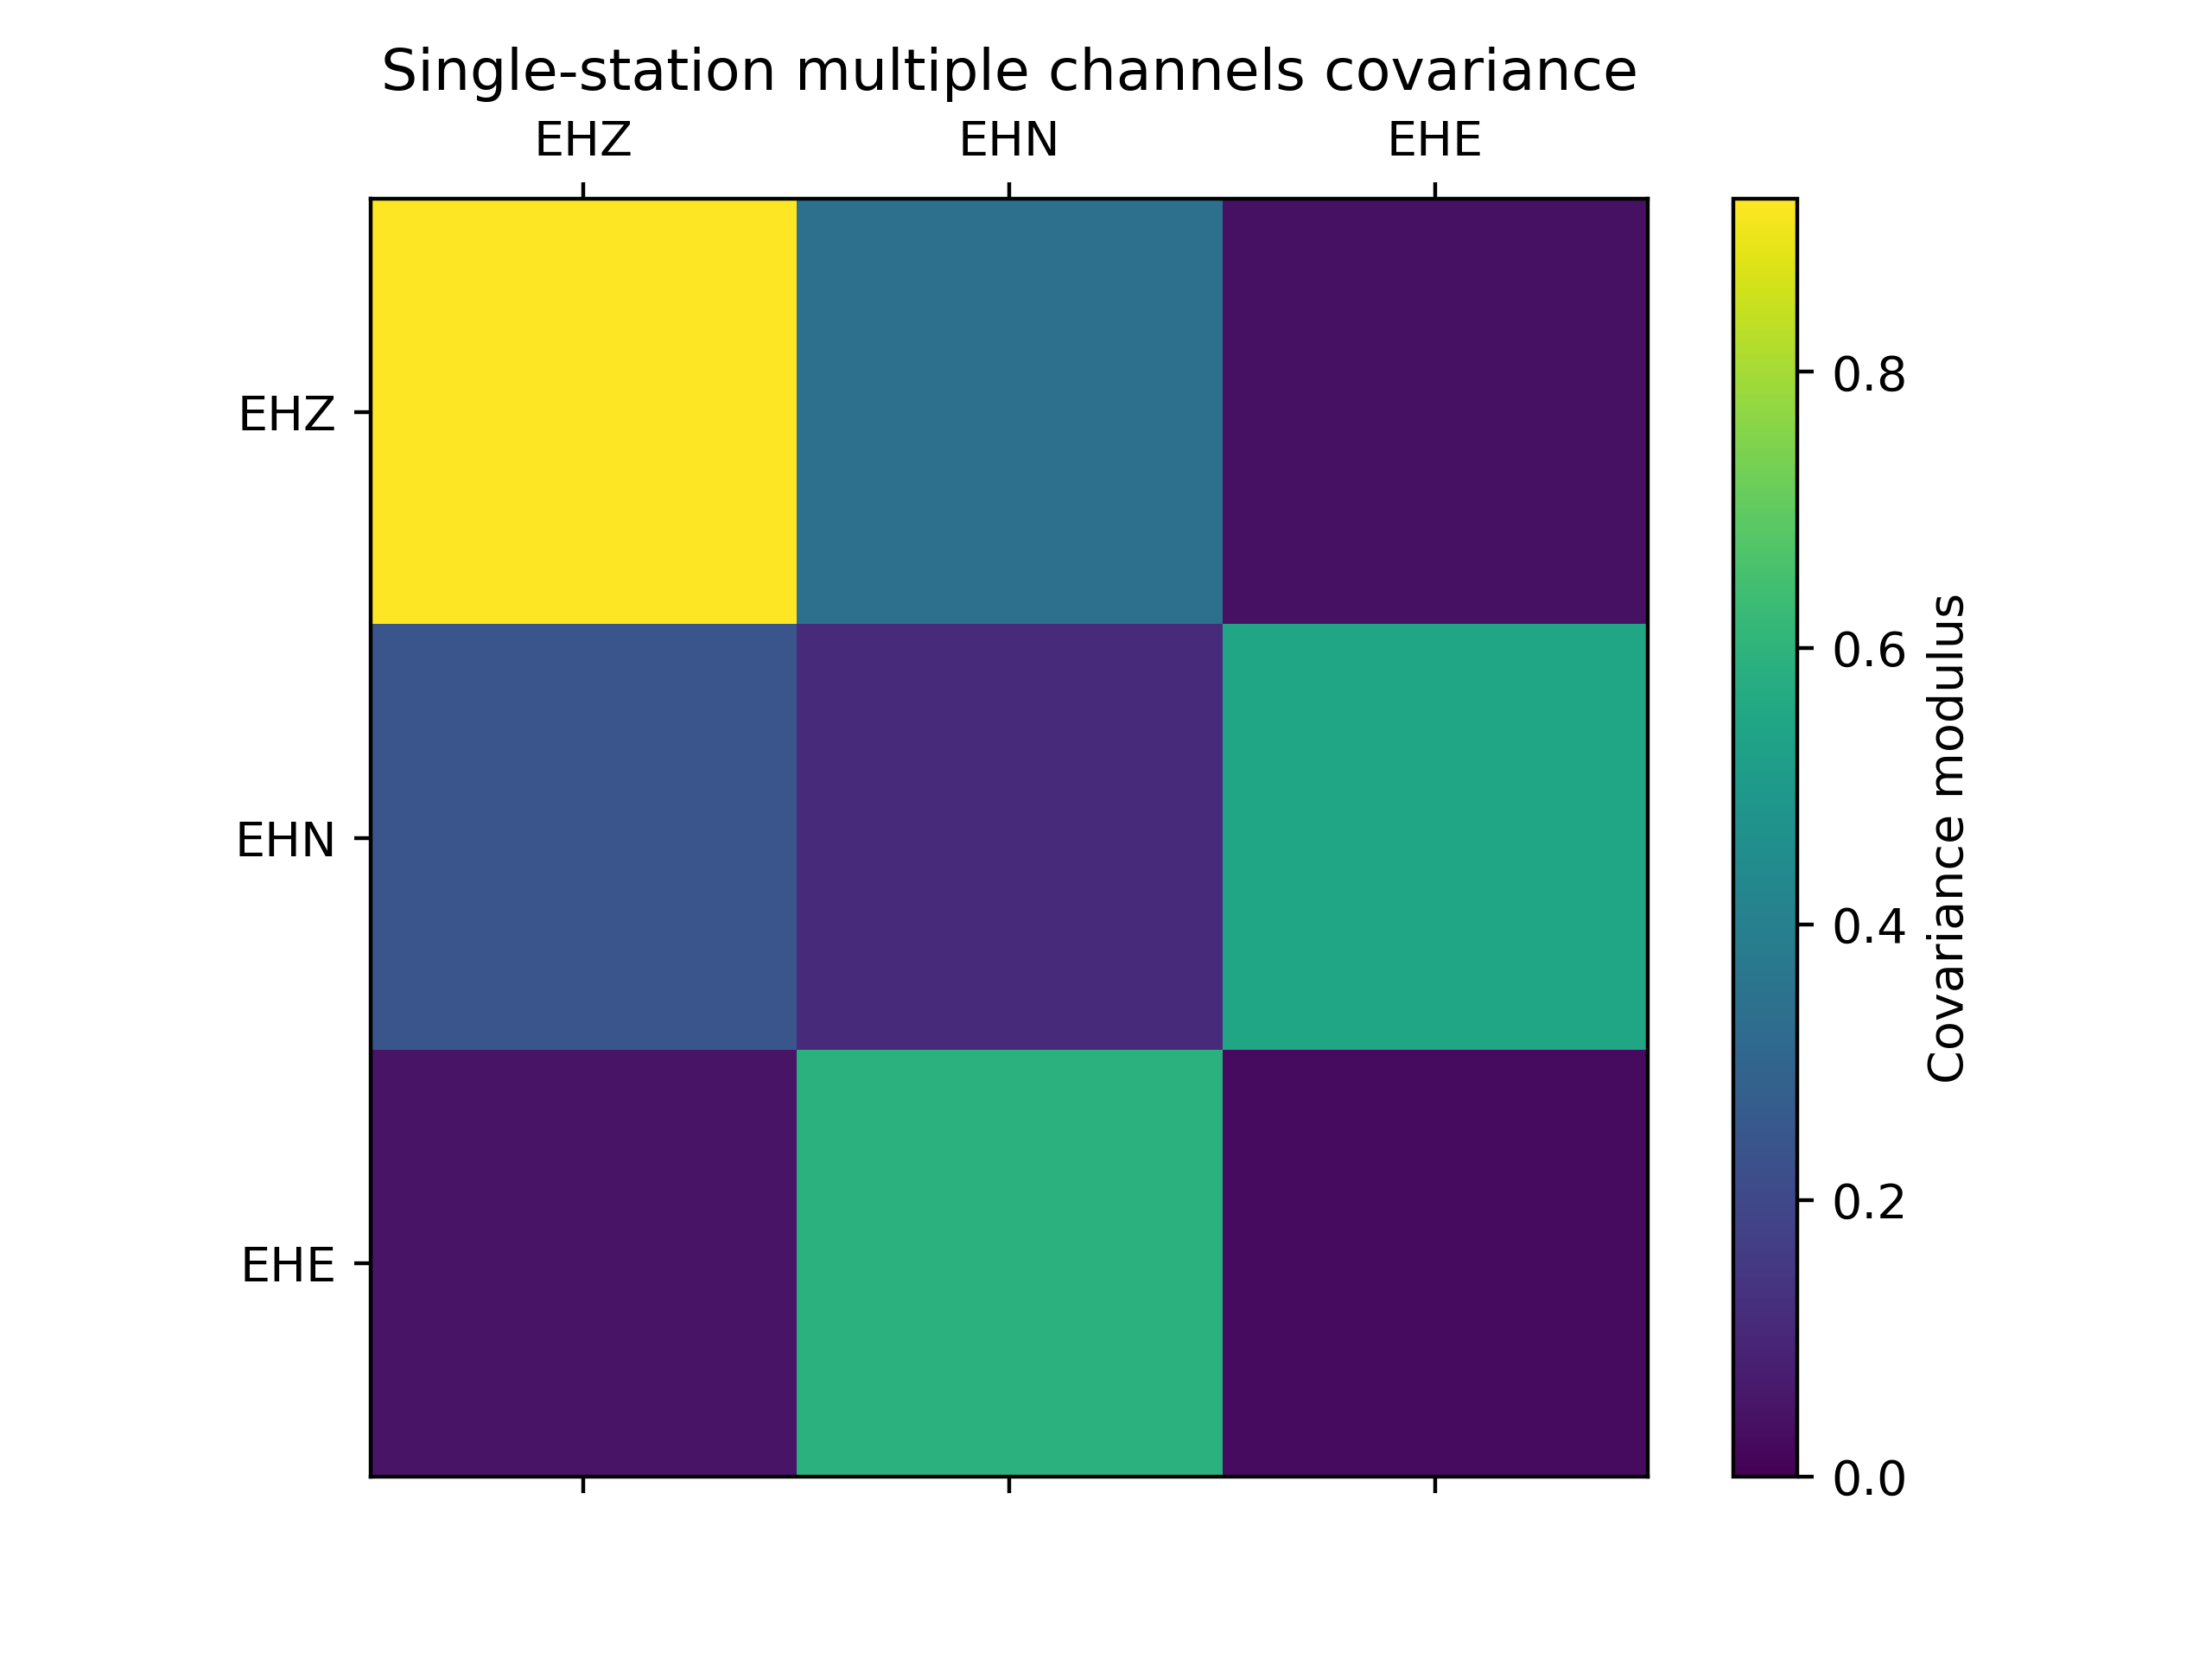 Single-station multiple channels covariance
EHZ EHN EHE
EHZ
EHN
EHE
0.8
0.6
0.4
0.2
0.0
Covariance modulus